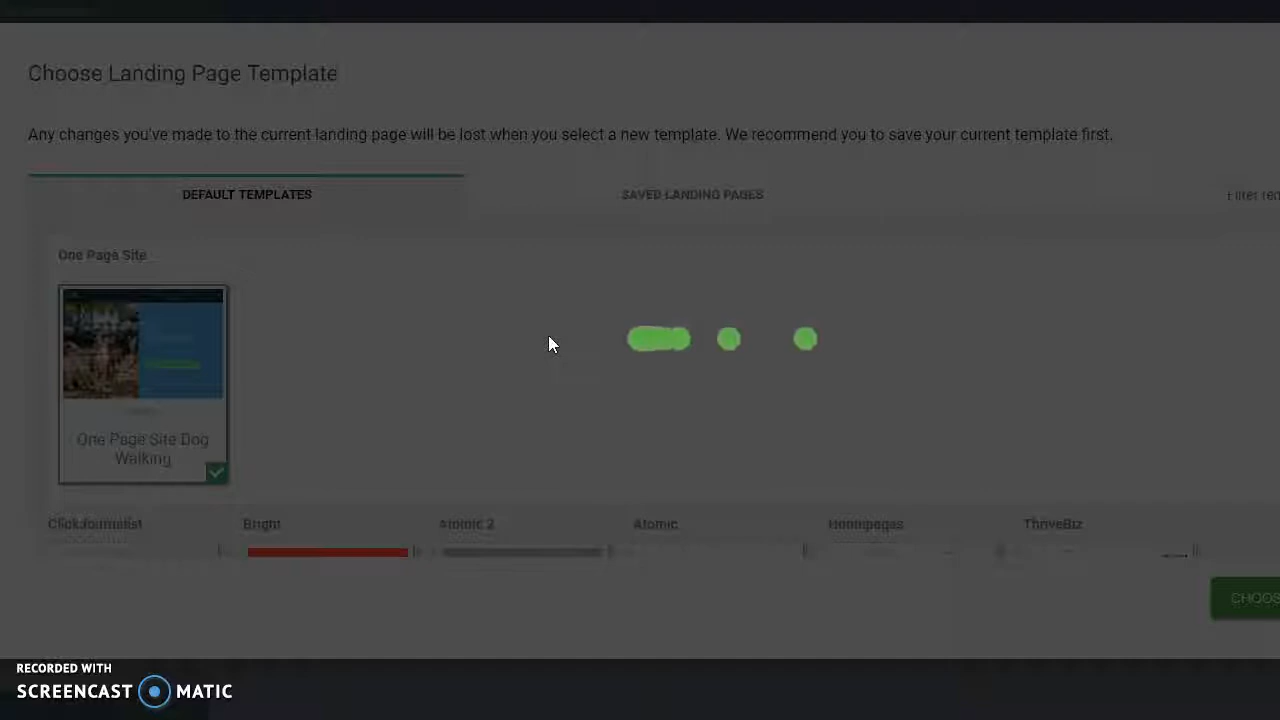 Choose Landing Page Template
Any changes you've made to the current landing page will be lost when you select a new template. We recommend you to save your current template first.
DEFAULT TEMPLATES
SAVED LANDING PAGES
Filter
One Page Site
One Page Site Dog
Walking
ClickJournalist
Bright
Atomic 2
Atomic
Homepages
ThriveBiz
RECORDED WITH
SCREENCAST MATIC